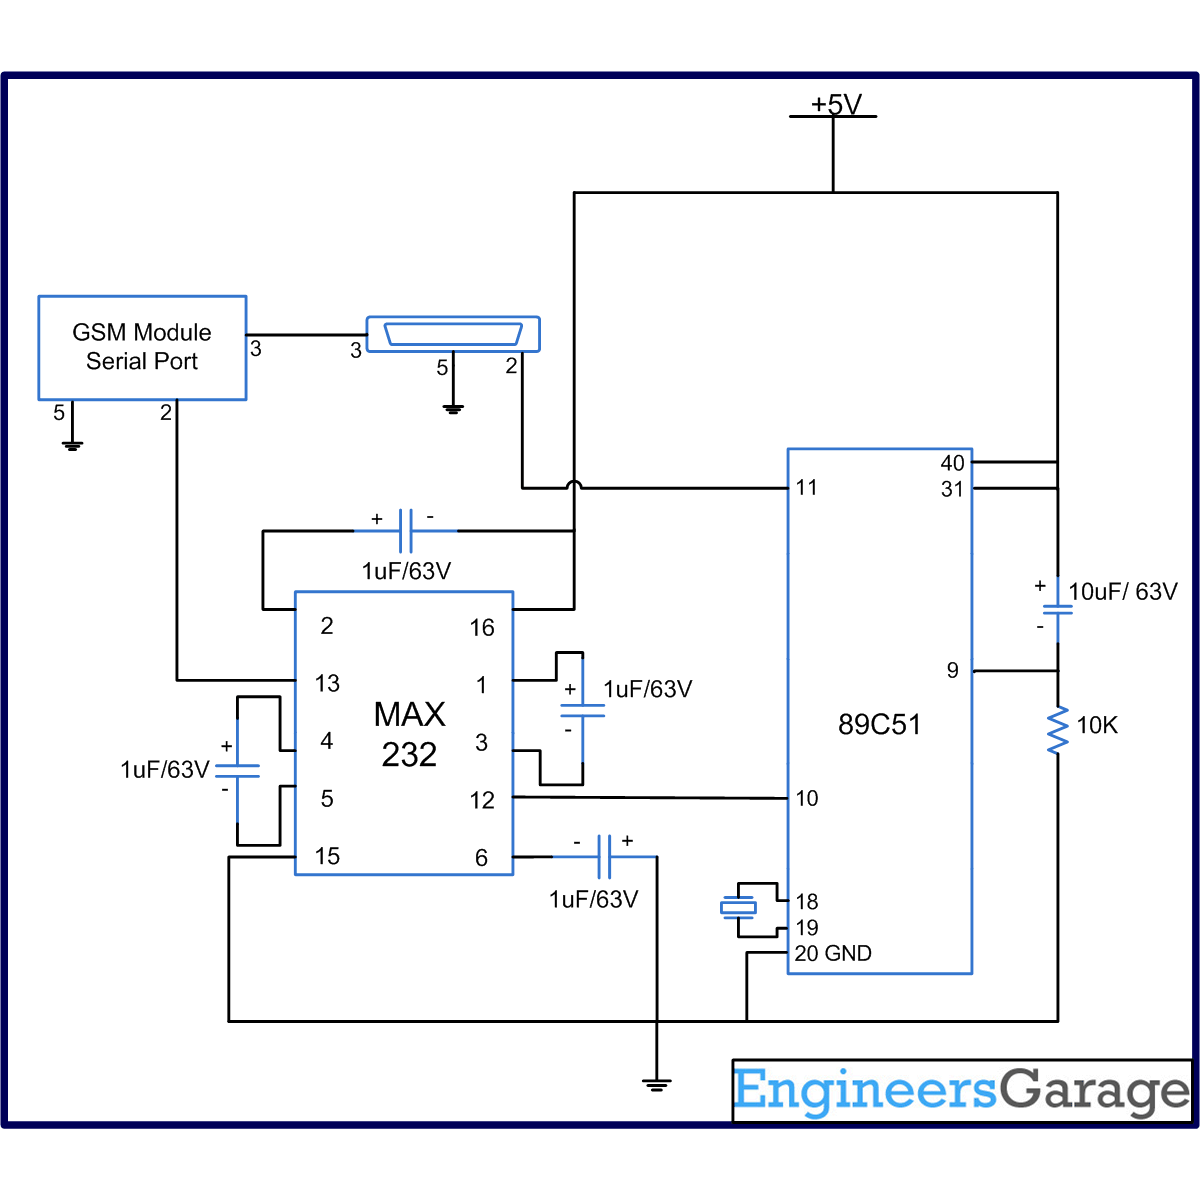 +5V
GSM Module
Serial Port
3
3
5
2
5
2
40
31
11
+ -
1uF/63V
+
10uF/ 63V
-
2
16
13
1
+
1uF/63V
-
9
MAX
232
89C51
10K
4
3
+
1uF/63V
-
5
12
10
15
6
- +
1uF/63V
18
19
20 GND
EngineersGarage